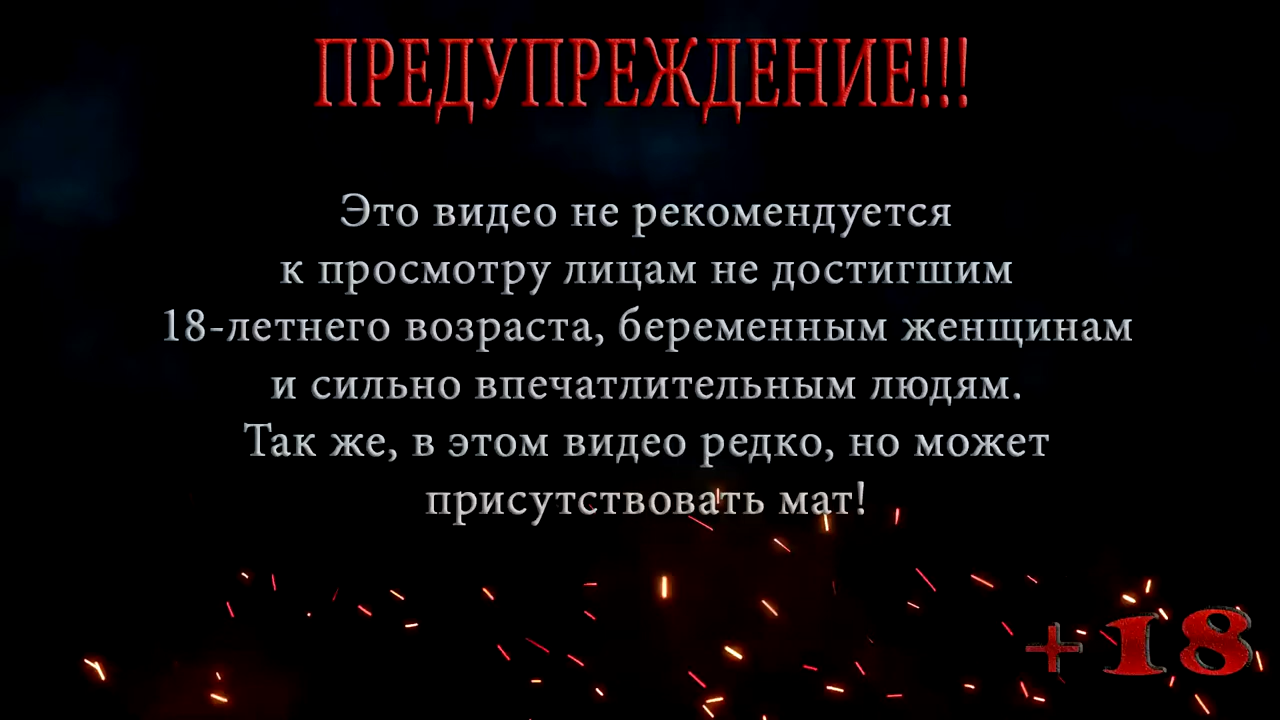 ПРЕДУПРЕЖДЕНИЕ!!!
Это видео не рекомендуется
к просмотру лицам не достигшим
18-летнего возраста, беременным женщинам
и сильно впечатлительным людям.
Так же, в этом видео редко, но может
присутствовать мат!
+18